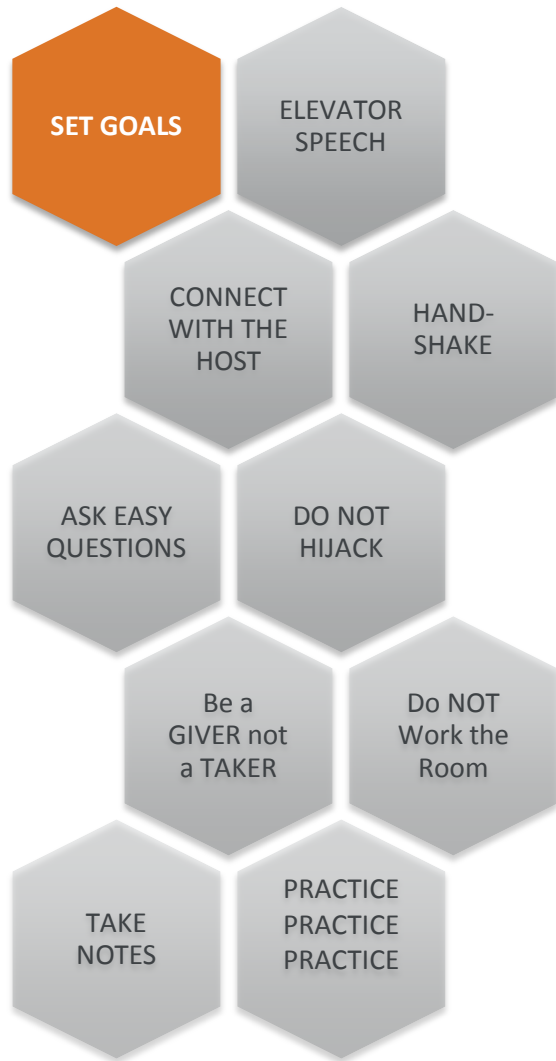 SET GOALS
ELEVATOR
SPEECH
CONNECT
WITH THE
HOST
HAND-
SHAKE
ASK EASY
QUESTIONS
DO NOT
HIJACK
Be a
GIVER not
a TAKER
Do NOT
Work the
Room
TAKE
NOTES
PRACTICE
PRACTICE
PRACTICE